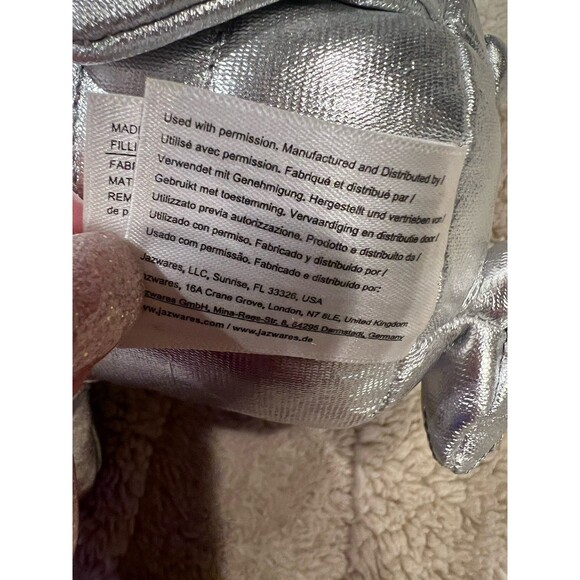 MADE
FILLI
FABR
MAT
REM
de p
Used with permission. Manufactured and Distributed by /
Utilisé avec permission. Fabriqué et distribué par /
Verwendet mit Genehmigung. Hergestellt und vertrieben von /
Gebruikt met toestemming. Vervaardiging en distributie door /
Utilizzato previa autorizzazione. Prodotto e distribuito da /
Utilizado con permiso. Fabricado y distribuido por /
Usado com permissão. Fabricado e distribuido por:
Jazwares, LLC, Sunrise, FL 33326, USA
azwares, 16A Crane Grove, London, N7 8LE, United Kingdom
azwares GmbH, Mina-Rees-Str. 8, 64295 Darmstadt, Germany
www.jazwares.com / www.jazwares.de